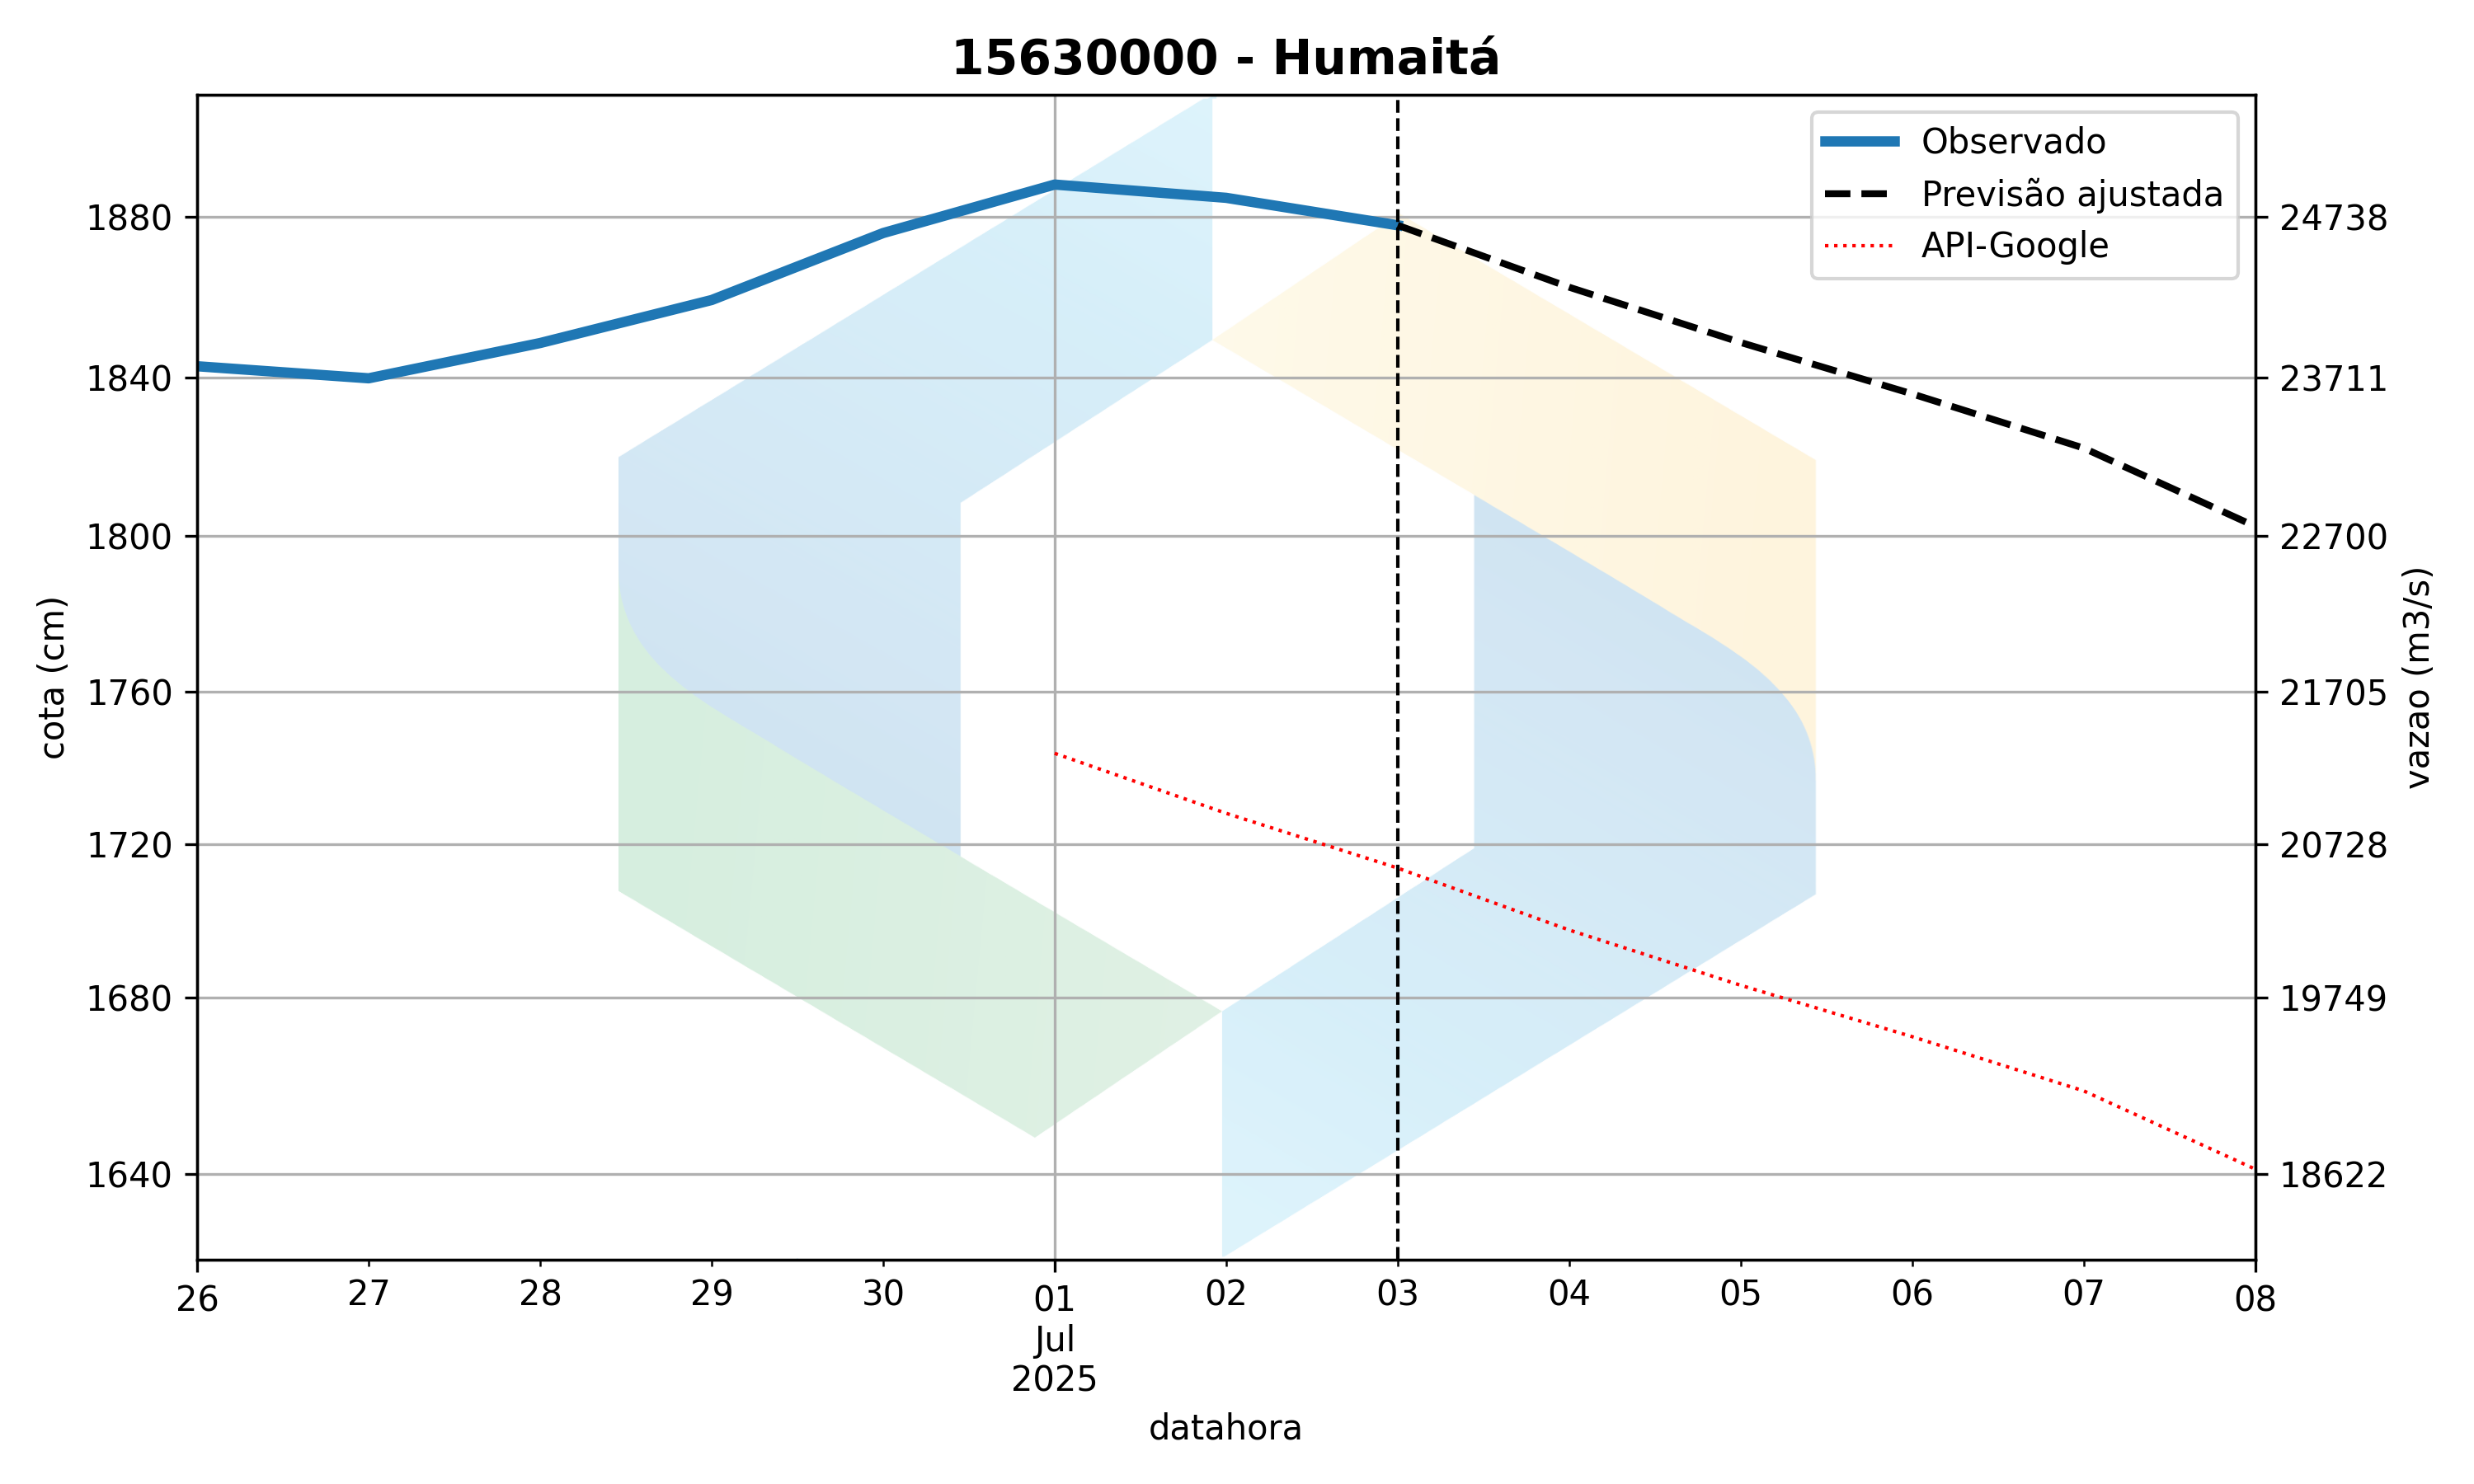 15630000 - Humaitá
Observado
Previsão ajustada
API-Google
1880
1840
1800
1760
1720
1680
1640
cota (cm)
24738
23711
22700
21705
20728
19749
18622
vazao (m3/s)
26 27 28 29 30 01 02 03 04 05 06 07 08
Jul
2025
datahora